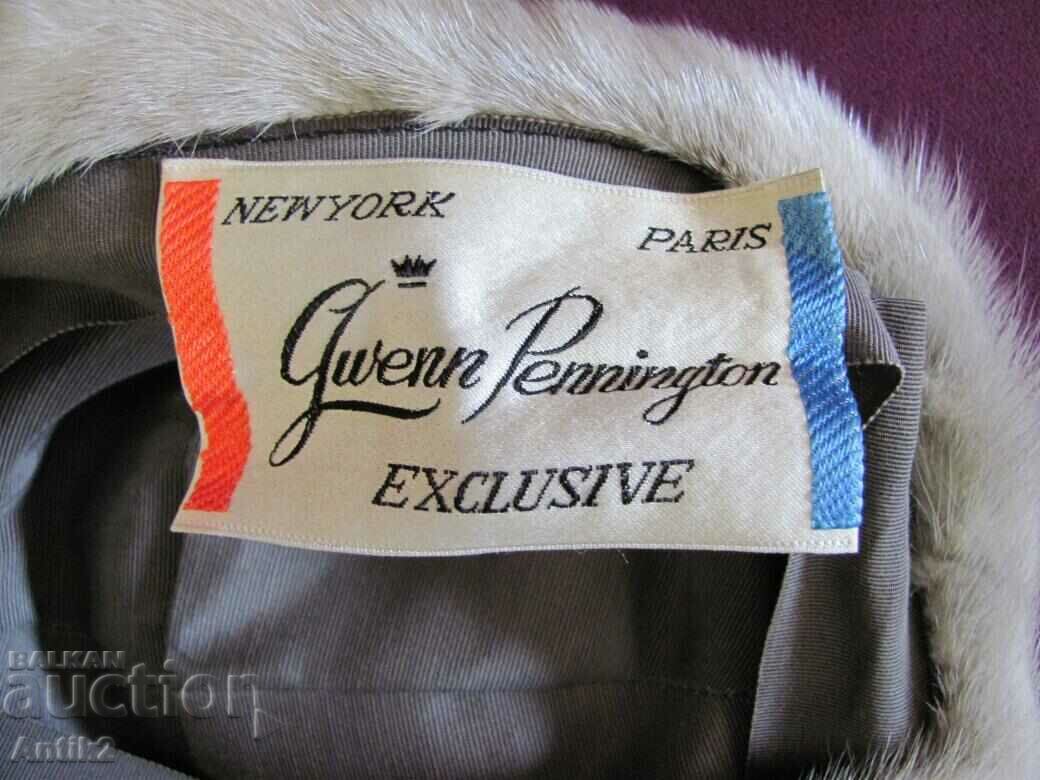 NEWYORK
PARIS
Gwenn Pennington
EXCLUSIVE
BALKAN
auction
Antik2